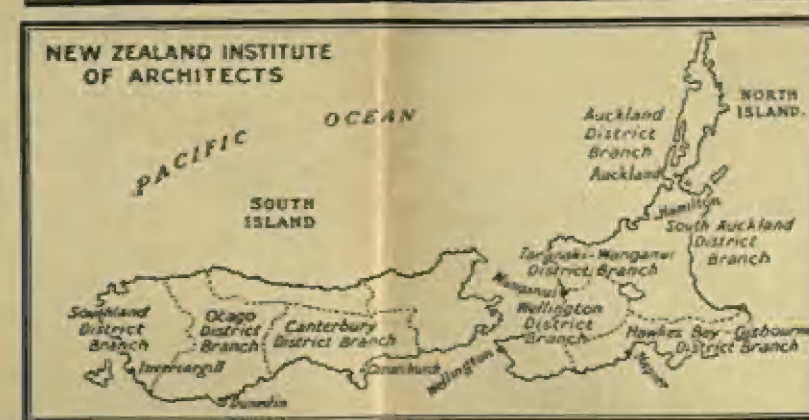 NEW ZEALAND INSTITUTE
OF ARCHITECTS
PACIFIC OCEAN
SOUTH
ISLAND
NORTH
ISLAND.
Auckland
District
Branch
Auckland
Hamilton
South Auckland
District
Branch
Taranaki-Wanganui
District Branch
Wanganui
Wellington
District
Branch
Hawkes Bay-Gisbourne
District Branch
Napier
Wellington
Southland
District
Branch
Invercargill
Otago
District
Branch
Dunedin
Canterbury
District Branch
Christchurch